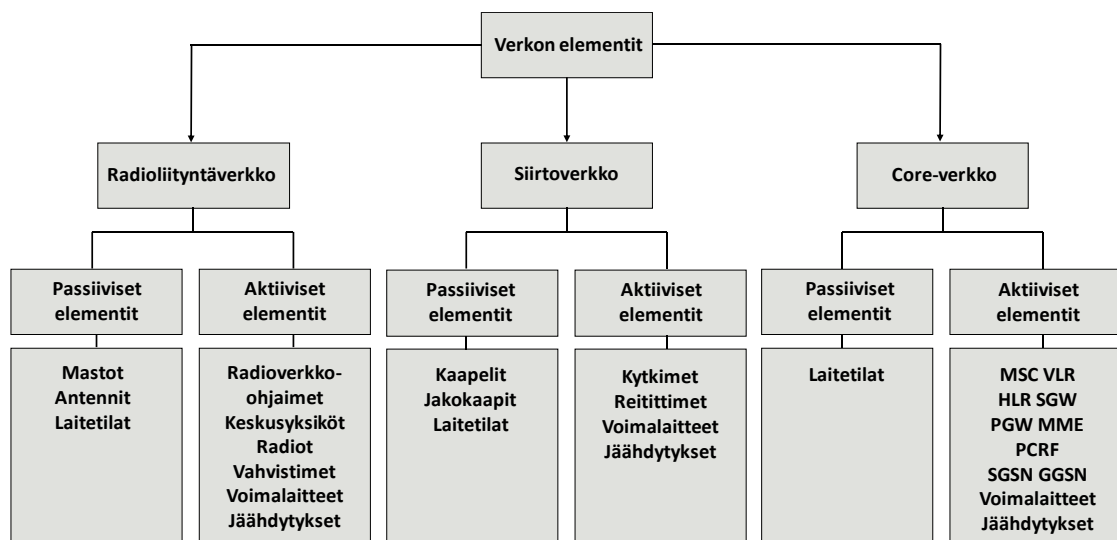 Verkon elementit
Radioliityntäverkko
Siirtoverkko
Core-verkko
Passiiviset
elementit
Aktiiviset
elementit
Passiiviset
elementit
Aktiiviset
elementit
Passiiviset
elementit
Aktiiviset
elementit
Mastot
Antennit
Laitetilat
Radioverkko-
ohjaimet
Keskusyksiköt
Radiot
Vahvistimet
Voimalaitteet
Jäähdytykset
Kaapelit
Jakokaapit
Laitetilat
Kytkimet
Reitittimet
Voimalaitteet
Jäähdytykset
Laitetilat
MSC VLR
HLR SGW
PGW MME
PCRF
SGSN GGSN
Voimalaitteet
Jäähdytykset